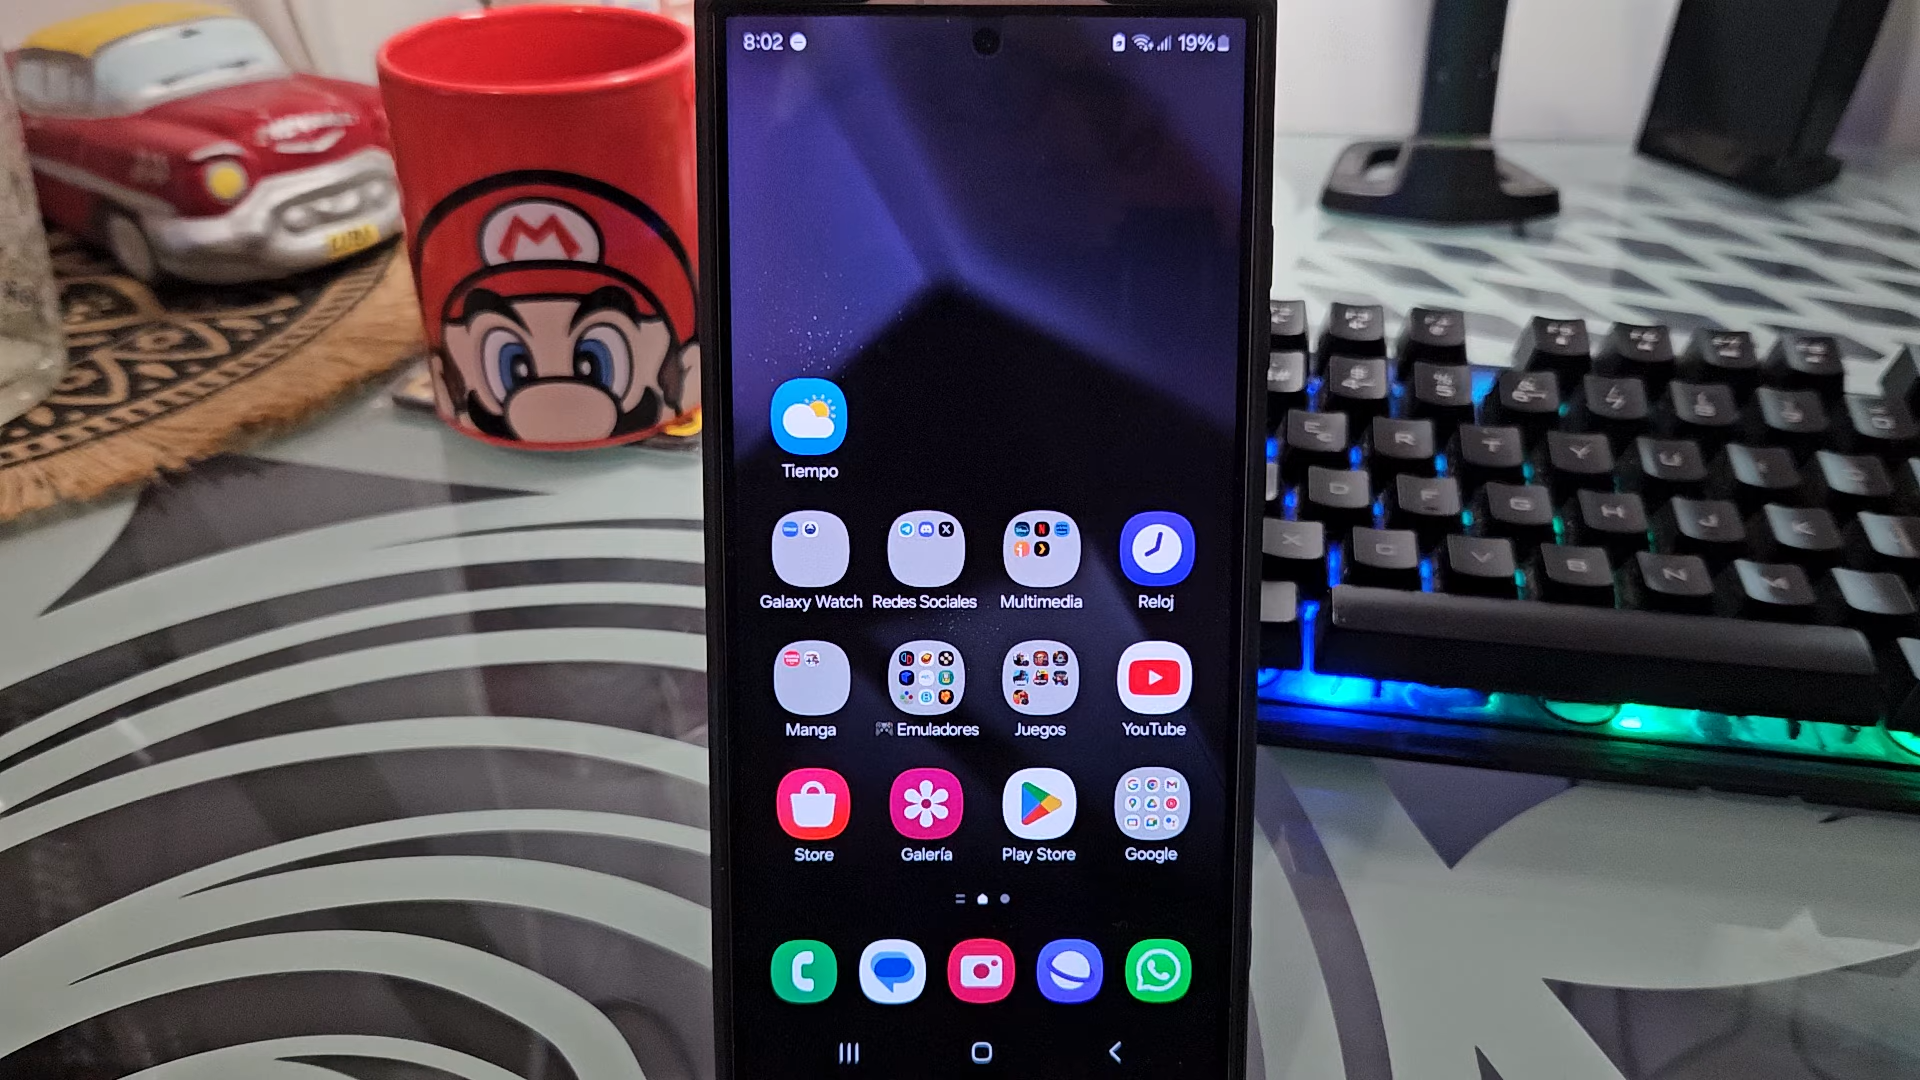 8:02
19%
M
CUBA
Tiempo
Galaxy Watch
Redes Sociales
Multimedia
Reloj
Manga
🎮 Emuladores
Juegos
YouTube
Store
Galería
Play Store
Google
R T Y U
D F G H J K
X C V B N M